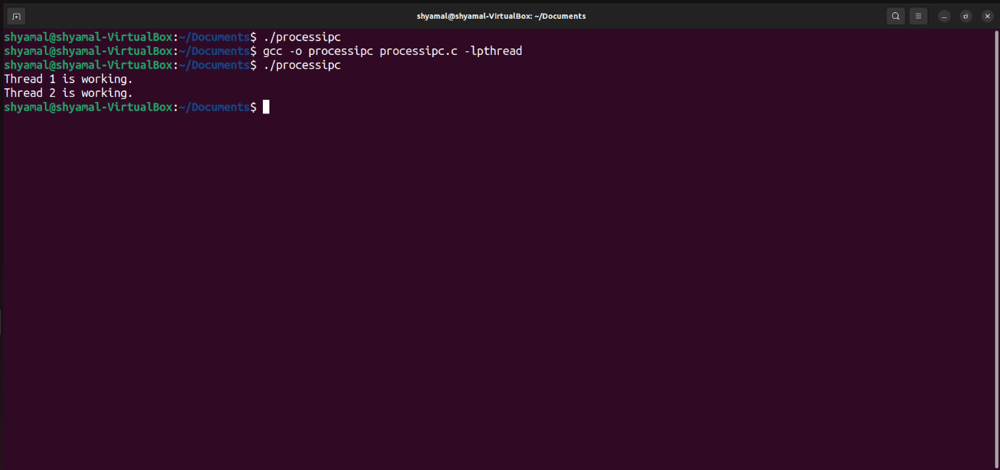 shyamal@shyamal-VirtualBox: ~/Documents
shyamal@shyamal-VirtualBox:~/Documents$ ./processipc
shyamal@shyamal-VirtualBox:~/Documents$ gcc -o processipc processipc.c -lpthread
shyamal@shyamal-VirtualBox:~/Documents$ ./processipc
Thread 1 is working.
Thread 2 is working.
shyamal@shyamal-VirtualBox:~/Documents$